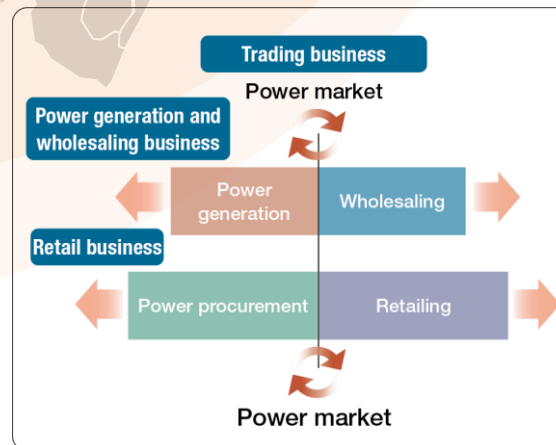 Trading business
Power market
Power generation and
wholesaling business
Power
generation
Wholesaling
Retail business
Power procurement
Retailing
Power market